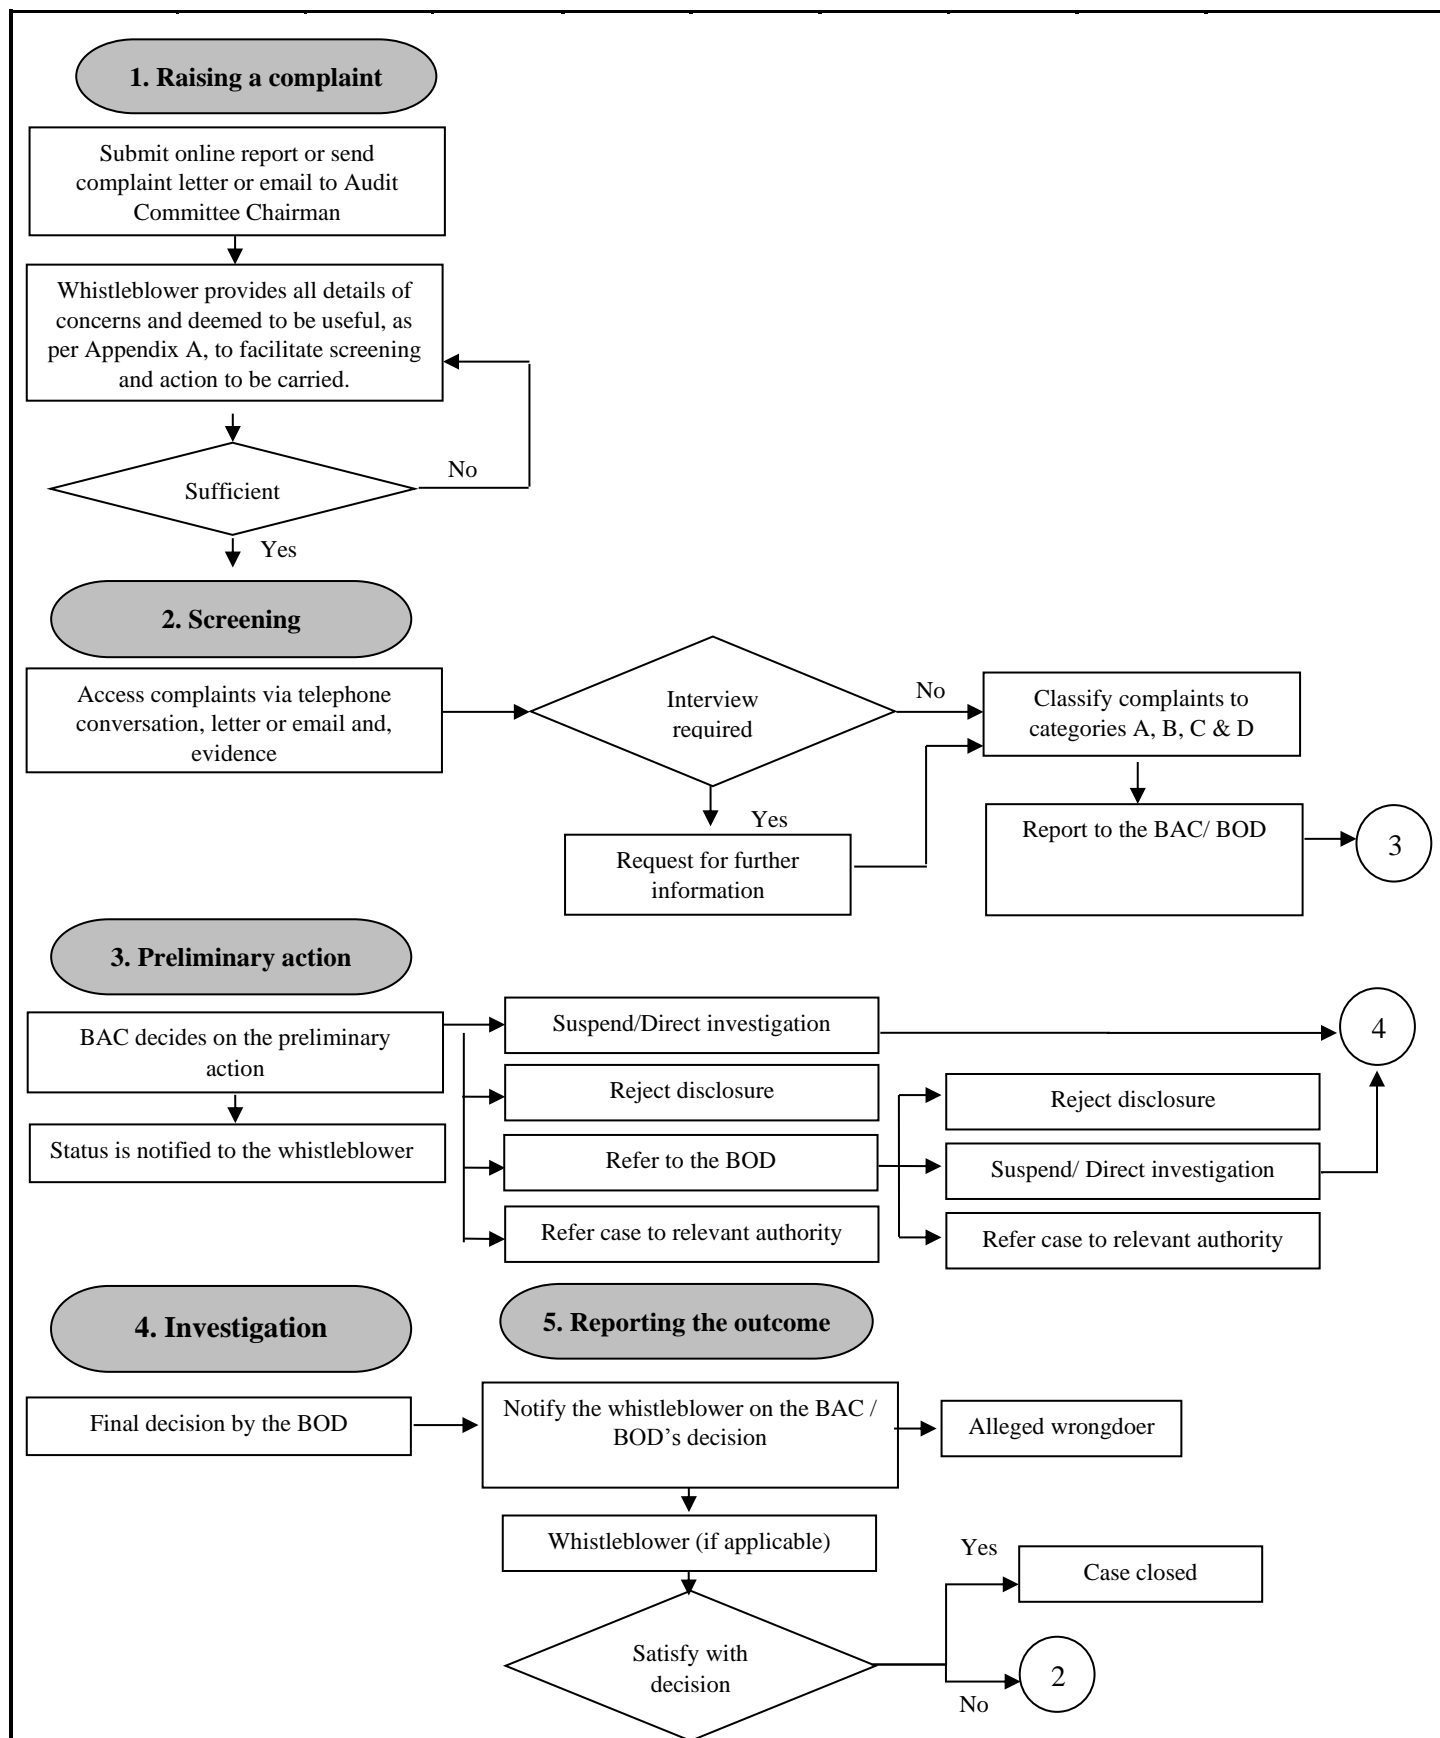 1. Raising a complaint
Submit online report or send
complaint letter or email to Audit
Committee Chairman
Whistleblower provides all details of
concerns and deemed to be useful, as
per Appendix A, to facilitate screening
and action to be carried.
Sufficient
No
Yes
2. Screening
Access complaints via telephone
conversation, letter or email and,
evidence
Interview
required
No
Yes
Classify complaints to
categories A, B, C & D
Request for further
information
Report to the BAC/ BOD
3
3. Preliminary action
BAC decides on the preliminary
action
Status is notified to the whistleblower
Suspend/Direct investigation
4
Reject disclosure
Refer to the BOD
Refer case to relevant authority
Reject disclosure
Suspend/ Direct investigation
Refer case to relevant authority
4. Investigation
5. Reporting the outcome
Final decision by the BOD
Notify the whistleblower on the BAC /
BOD’s decision
Alleged wrongdoer
Whistleblower (if applicable)
Satisfy with
decision
Yes
Case closed
No
2